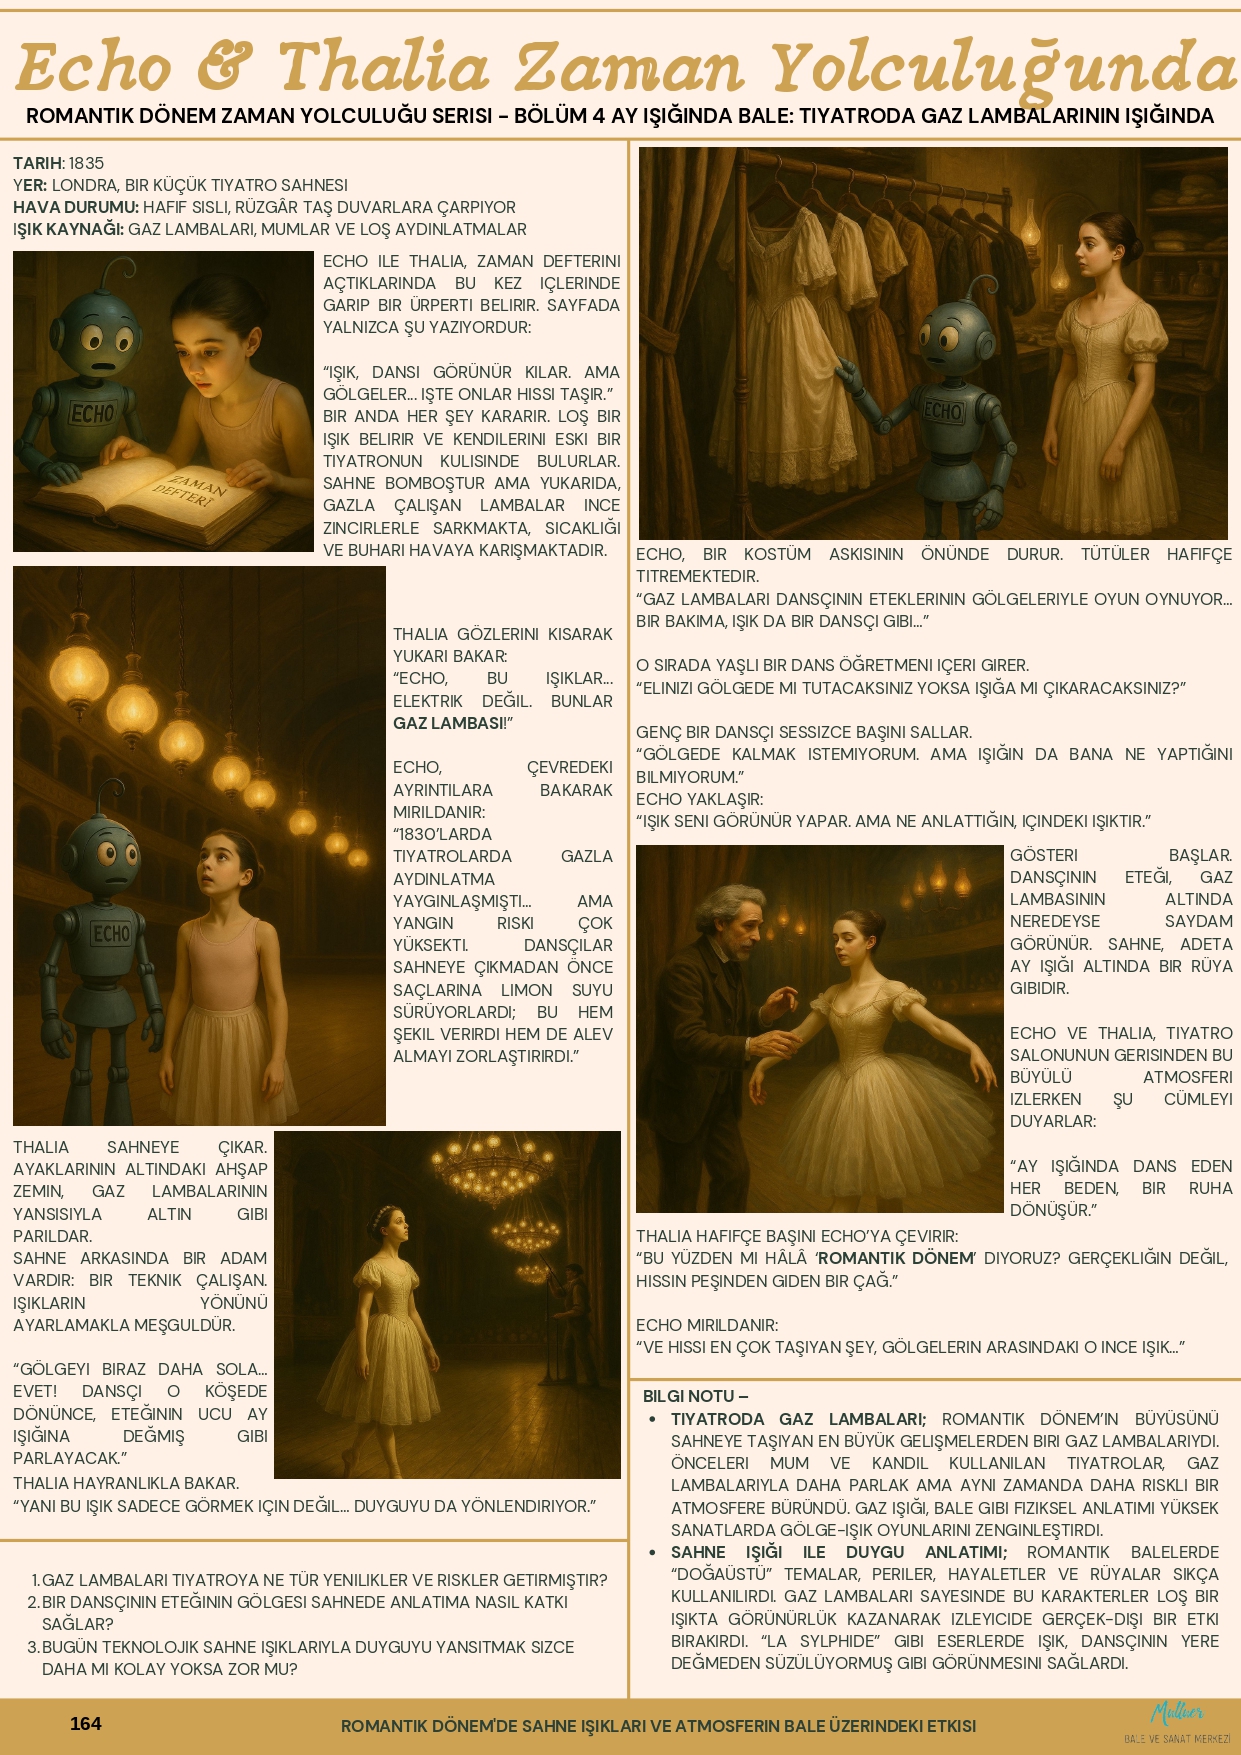 Echo & Thalia Zaman Yolculuğunda
ROMANTIK DÖNEM ZAMAN YOLCULUĞU SERISI – BÖLÜM 4 AY IŞIĞINDA BALE: TIYATRODA GAZ LAMBALARININ IŞIĞINDA
TARIH: 1835
YER: LONDRA, BIR KÜÇÜK TIYATRO SAHNESI
HAVA DURUMU: HAFIF SISLI, RÜZGÂR TAŞ DUVARLARA ÇARPIYOR
IŞIK KAYNAĞI: GAZ LAMBALARI, MUMLAR VE LOŞ AYDINLATMALAR
ECHO
ZAMAN
DEFTERİ
ECHO ILE THALIA, ZAMAN DEFTERINI
AÇTIKLARINDA BU KEZ IÇLERINDE
GARIP BIR ÜRPERTI BELIRIR. SAYFADA
YALNIZCA ŞU YAZIYORDUR:
“IŞIK, DANSI GÖRÜNÜR KILAR. AMA
GÖLGELER... IŞTE ONLAR HISSI TAŞIR.”
BIR ANDA HER ŞEY KARARIR. LOŞ BIR
IŞIK BELIRIR VE KENDILERINI ESKI BIR
TIYATRONUN KULISINDE BULURLAR.
SAHNE BOMBOŞTUR AMA YUKARIDA,
GAZLA ÇALIŞAN LAMBALAR INCE
ZINCIRLERLE SARKMAKTA, SICAKLIĞI
VE BUHARI HAVAYA KARIŞMAKTADIR.
ECHO
THALIA GÖZLERINI KISARAK
YUKARI BAKAR:
“ECHO, BU IŞIKLAR...
ELEKTRIK DEĞIL. BUNLAR
GAZ LAMBASI!”
ECHO, ÇEVREDEKI
AYRINTILARA BAKARAK
MIRILDANIR:
“1830’LARDA
TIYATROLARDA GAZLA
AYDINLATMA
YAYGINLAŞMIŞTI... AMA
YANGIN RISKI ÇOK
YÜKSEKTI. DANSÇILAR
SAHNEYE ÇIKMADAN ÖNCE
SAÇLARINA LIMON SUYU
SÜRÜYORLARDI; BU HEM
ŞEKIL VERIRDI HEM DE ALEV
ALMAYI ZORLAŞTIRIRDI.”
THALIA SAHNEYE ÇIKAR.
AYAKLARININ ALTINDAKI AHŞAP
ZEMIN, GAZ LAMBALARININ
YANSISIYLA ALTIN GIBI
PARILDAR.
SAHNE ARKASINDA BIR ADAM
VARDIR: BIR TEKNIK ÇALIŞAN.
IŞIKLARIN YÖNÜNÜ
AYARLAMAKLA MEŞGULDÜR.
“GÖLGEYI BIRAZ DAHA SOLA...
EVET! DANSÇI O KÖŞEDE
DÖNÜNCE, ETEĞININ UCU AY
IŞIĞINA DEĞMIŞ GIBI
PARLAYACAK.”
THALIA HAYRANLIKLA BAKAR.
“YANI BU IŞIK SADECE GÖRMEK IÇIN DEĞIL... DUYGUYU DA YÖNLENDIRIYOR.”
1. GAZ LAMBALARI TIYATROYA NE TÜR YENILIKLER VE RISKLER GETIRMIŞTIR?
2. BIR DANSÇININ ETEĞININ GÖLGESI SAHNEDE ANLATIMA NASIL KATKI
SAĞLAR?
3. BUGÜN TEKNOLOJIK SAHNE IŞIKLARIYLA DUYGUYU YANSITMAK SIZCE
DAHA MI KOLAY YOKSA ZOR MU?
ECHO
ECHO, BIR KOSTÜM ASKISININ ÖNÜNDE DURUR. TÜTÜLER HAFIFÇE
TITREMEKTEDIR.
“GAZ LAMBALARI DANSÇININ ETEKLERININ GÖLGELERIYLE OYUN OYNUYOR...
BIR BAKIMA, IŞIK DA BIR DANSÇI GIBI...”
O SIRADA YAŞLI BIR DANS ÖĞRETMENI IÇERI GIRER.
“ELINIZI GÖLGEDE MI TUTACAKSINIZ YOKSA IŞIĞA MI ÇIKARACAKSINIZ?”
GENÇ BIR DANSÇI SESSIZCE BAŞINI SALLAR.
“GÖLGEDE KALMAK ISTEMIYORUM. AMA IŞIĞIN DA BANA NE YAPTIĞINI
BILMIYORUM.”
ECHO YAKLAŞIR:
“IŞIK SENI GÖRÜNÜR YAPAR. AMA NE ANLATTIĞIN, IÇINDEKI IŞIKTIR.”
GÖSTERI BAŞLAR.
DANSÇININ ETEĞI, GAZ
LAMBASININ ALTINDA
NEREDEYSE SAYDAM
GÖRÜNÜR. SAHNE, ADETA
AY IŞIĞI ALTINDA BIR RÜYA
GIBIDIR.
ECHO VE THALIA, TIYATRO
SALONUNUN GERISINDEN BU
BÜYÜLÜ ATMOSFERI
IZLERKEN ŞU CÜMLEYI
DUYARLAR:
“AY IŞIĞINDA DANS EDEN
HER BEDEN, BIR RUHA
DÖNÜŞÜR.”
THALIA HAFIFÇE BAŞINI ECHO’YA ÇEVIRIR:
“BU YÜZDEN MI HÂLÂ ‘ROMANTIK DÖNEM’ DIYORUZ? GERÇEKLIĞIN DEĞIL,
HISSIN PEŞINDEN GIDEN BIR ÇAĞ.”
ECHO MIRILDANIR:
“VE HISSI EN ÇOK TAŞIYAN ŞEY, GÖLGELERIN ARASINDAKI O INCE IŞIK...”
BILGI NOTU –
• TIYATRODA GAZ LAMBALARI; ROMANTIK DÖNEM’IN BÜYÜSÜNÜ
SAHNEYE TAŞIYAN EN BÜYÜK GELIŞMELERDEN BIRI GAZ LAMBALARIYDI.
ÖNCELERI MUM VE KANDIL KULLANILAN TIYATROLAR, GAZ
LAMBALARIYLA DAHA PARLAK AMA AYNI ZAMANDA DAHA RISKLI BIR
ATMOSFERE BÜRÜNDÜ. GAZ IŞIĞI, BALE GIBI FIZIKSEL ANLATIMI YÜKSEK
SANATLARDA GÖLGE-IŞIK OYUNLARINI ZENGINLEŞTIRDI.
• SAHNE IŞIĞI ILE DUYGU ANLATIMI; ROMANTIK BALELERDE
“DOĞAÜSTÜ” TEMALAR, PERILER, HAYALETLER VE RÜYALAR SIKÇA
KULLANILIRDI. GAZ LAMBALARI SAYESINDE BU KARAKTERLER LOŞ BIR
IŞIKTA GÖRÜNÜRLÜK KAZANARAK IZLEYICIDE GERÇEK-DIŞI BIR ETKI
BIRAKIRDI. “LA SYLPHIDE” GIBI ESERLERDE IŞIK, DANSÇININ YERE
DEĞMEDEN SÜZÜLÜYORMUŞ GIBI GÖRÜNMESINI SAĞLARDI.
164
ROMANTIK DÖNEM'DE SAHNE IŞIKLARI VE ATMOSFERIN BALE ÜZERINDEKI ETKISI
BALE VE SANAT MERKEZİ